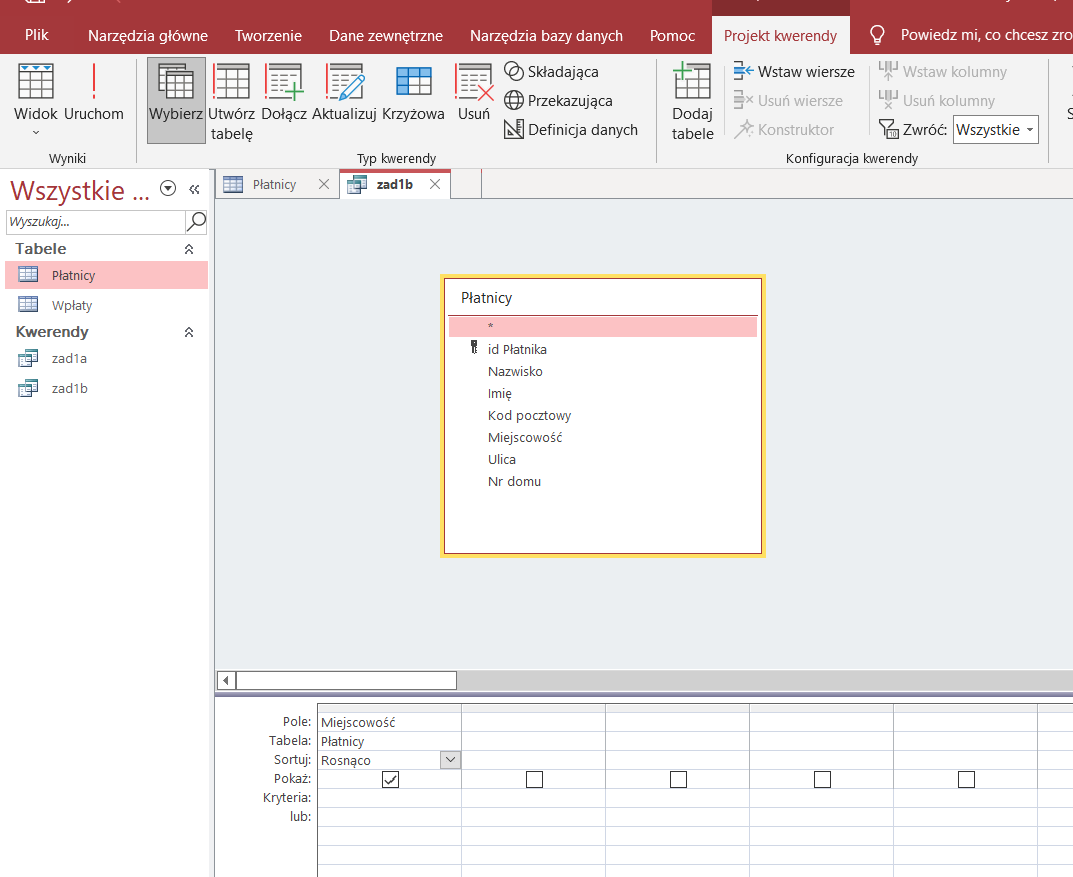 Plik Narzędzia główne Tworzenie Dane zewnętrzne Narzędzia bazy danych Pomoc Projekt kwerendy Powiedz mi, co chcesz zro
Widok Uruchom Wybierz Utwórz tabelę Dołącz Aktualizuj Krzyżowa Usuń
Składająca
Przekazująca
Definicja danych
Dodaj tabele
Wstaw wiersze
Usuń wiersze
Konstruktor
Wstaw kolumny
Usuń kolumny
Zwróć: Wszystkie
Wyniki Typ kwerendy Konfiguracja kwerendy
Wszystkie ...
Wyszukaj...
Tabele
Płatnicy
Wpłaty
Kwerendy
zad1a
zad1b
Płatnicy zad1b
Płatnicy
*
id Płatnika
Nazwisko
Imię
Kod pocztowy
Miejscowość
Ulica
Nr domu
Pole: Miejscowość
Tabela: Płatnicy
Sortuj: Rosnąco
Pokaż:
Kryteria:
lub: